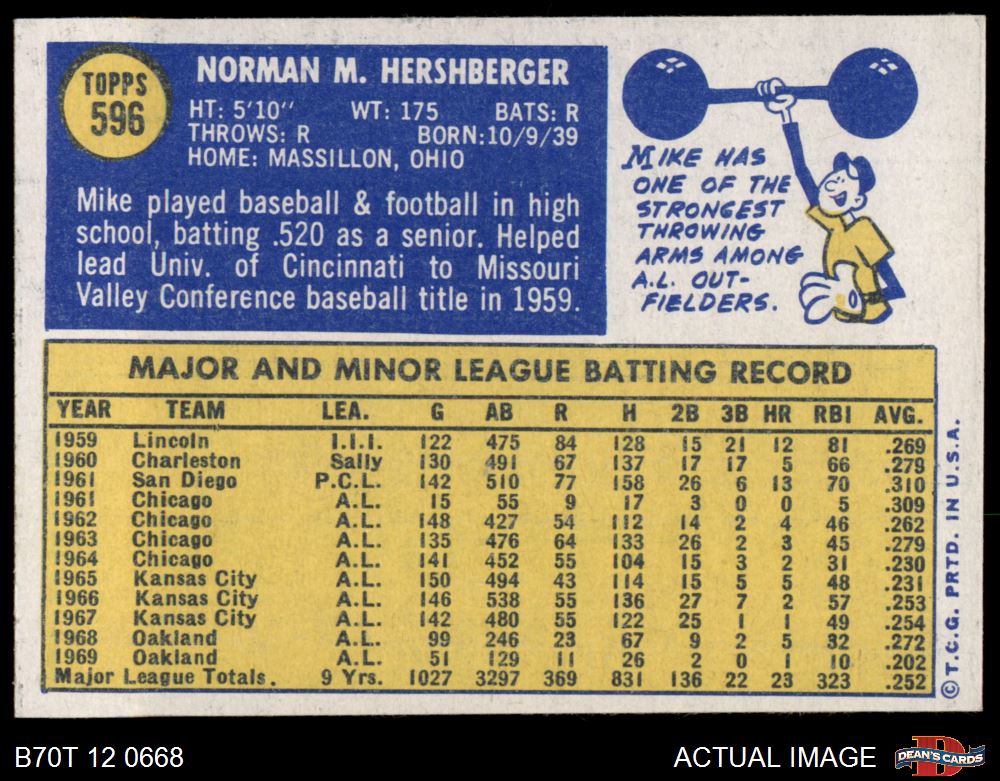 TOPPS
596
NORMAN M. HERSHBERGER
HT: 5'10'' WT: 175 BATS: R
THROWS: R BORN:10/9/39
HOME: MASSILLON, OHIO
Mike played baseball & football in high
school, batting .520 as a senior. Helped
lead Univ. of Cincinnati to Missouri
Valley Conference baseball title in 1959.
MIKE HAS
ONE OF THE
STRONGEST
THROWING
ARMS AMONG
A.L. OUT-
FIELDERS.
MAJOR AND MINOR LEAGUE BATTING RECORD
YEAR TEAM LEA. G AB R H 2B 3B HR RBI AVG.
1959 Lincoln I.I.I. 122 475 84 128 15 21 12 81 .269
1960 Charleston Sally 130 491 67 137 17 17 5 66 .279
1961 San Diego P.C.L. 142 510 77 158 26 6 13 70 .310
1961 Chicago A.L. 15 55 9 17 3 0 0 5 .309
1962 Chicago A.L. 148 427 54 112 14 2 4 46 .262
1963 Chicago A.L. 135 476 64 133 26 2 3 45 .279
1964 Chicago A.L. 141 452 55 104 15 3 2 31 .230
1965 Kansas City A.L. 150 494 43 114 15 5 5 48 .231
1966 Kansas City A.L. 146 538 55 136 27 7 2 57 .253
1967 Kansas City A.L. 142 480 55 122 25 1 1 49 .254
1968 Oakland A.L. 99 246 23 67 9 2 5 32 .272
1969 Oakland A.L. 51 129 11 26 2 0 1 10 .202
Major League Totals. 9 Yrs. 1027 3297 369 831 136 22 23 323 .252
© T.C.G. PRTD. IN U.S.A.
B70T 12 0668
ACTUAL IMAGE
D
DEAN'S CARDS